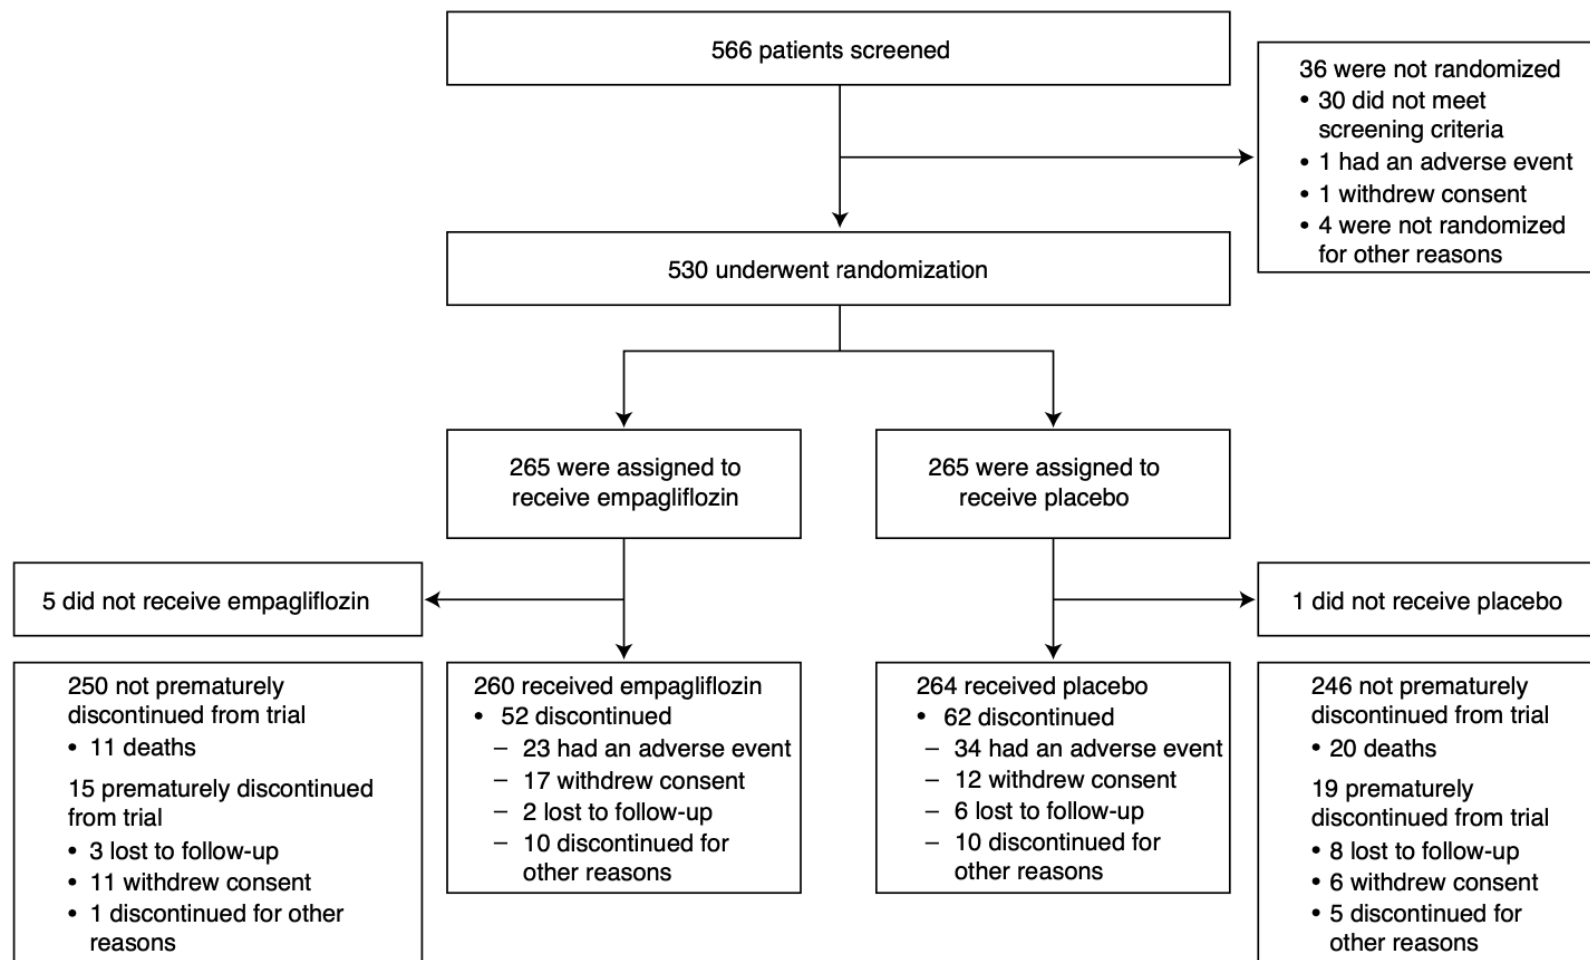 566 patients screened
36 were not randomized
• 30 did not meet
screening criteria
• 1 had an adverse event
• 1 withdrew consent
• 4 were not randomized
for other reasons
530 underwent randomization
265 were assigned to
receive empagliflozin
265 were assigned to
receive placebo
5 did not receive empagliflozin
1 did not receive placebo
250 not prematurely
discontinued from trial
• 11 deaths
15 prematurely discontinued
from trial
• 3 lost to follow-up
• 11 withdrew consent
• 1 discontinued for other
reasons
260 received empagliflozin
• 52 discontinued
– 23 had an adverse event
– 17 withdrew consent
– 2 lost to follow-up
– 10 discontinued for
other reasons
264 received placebo
• 62 discontinued
– 34 had an adverse event
– 12 withdrew consent
– 6 lost to follow-up
– 10 discontinued for
other reasons
246 not prematurely
discontinued from trial
• 20 deaths
19 prematurely
discontinued from trial
• 8 lost to follow-up
• 6 withdrew consent
• 5 discontinued for
other reasons